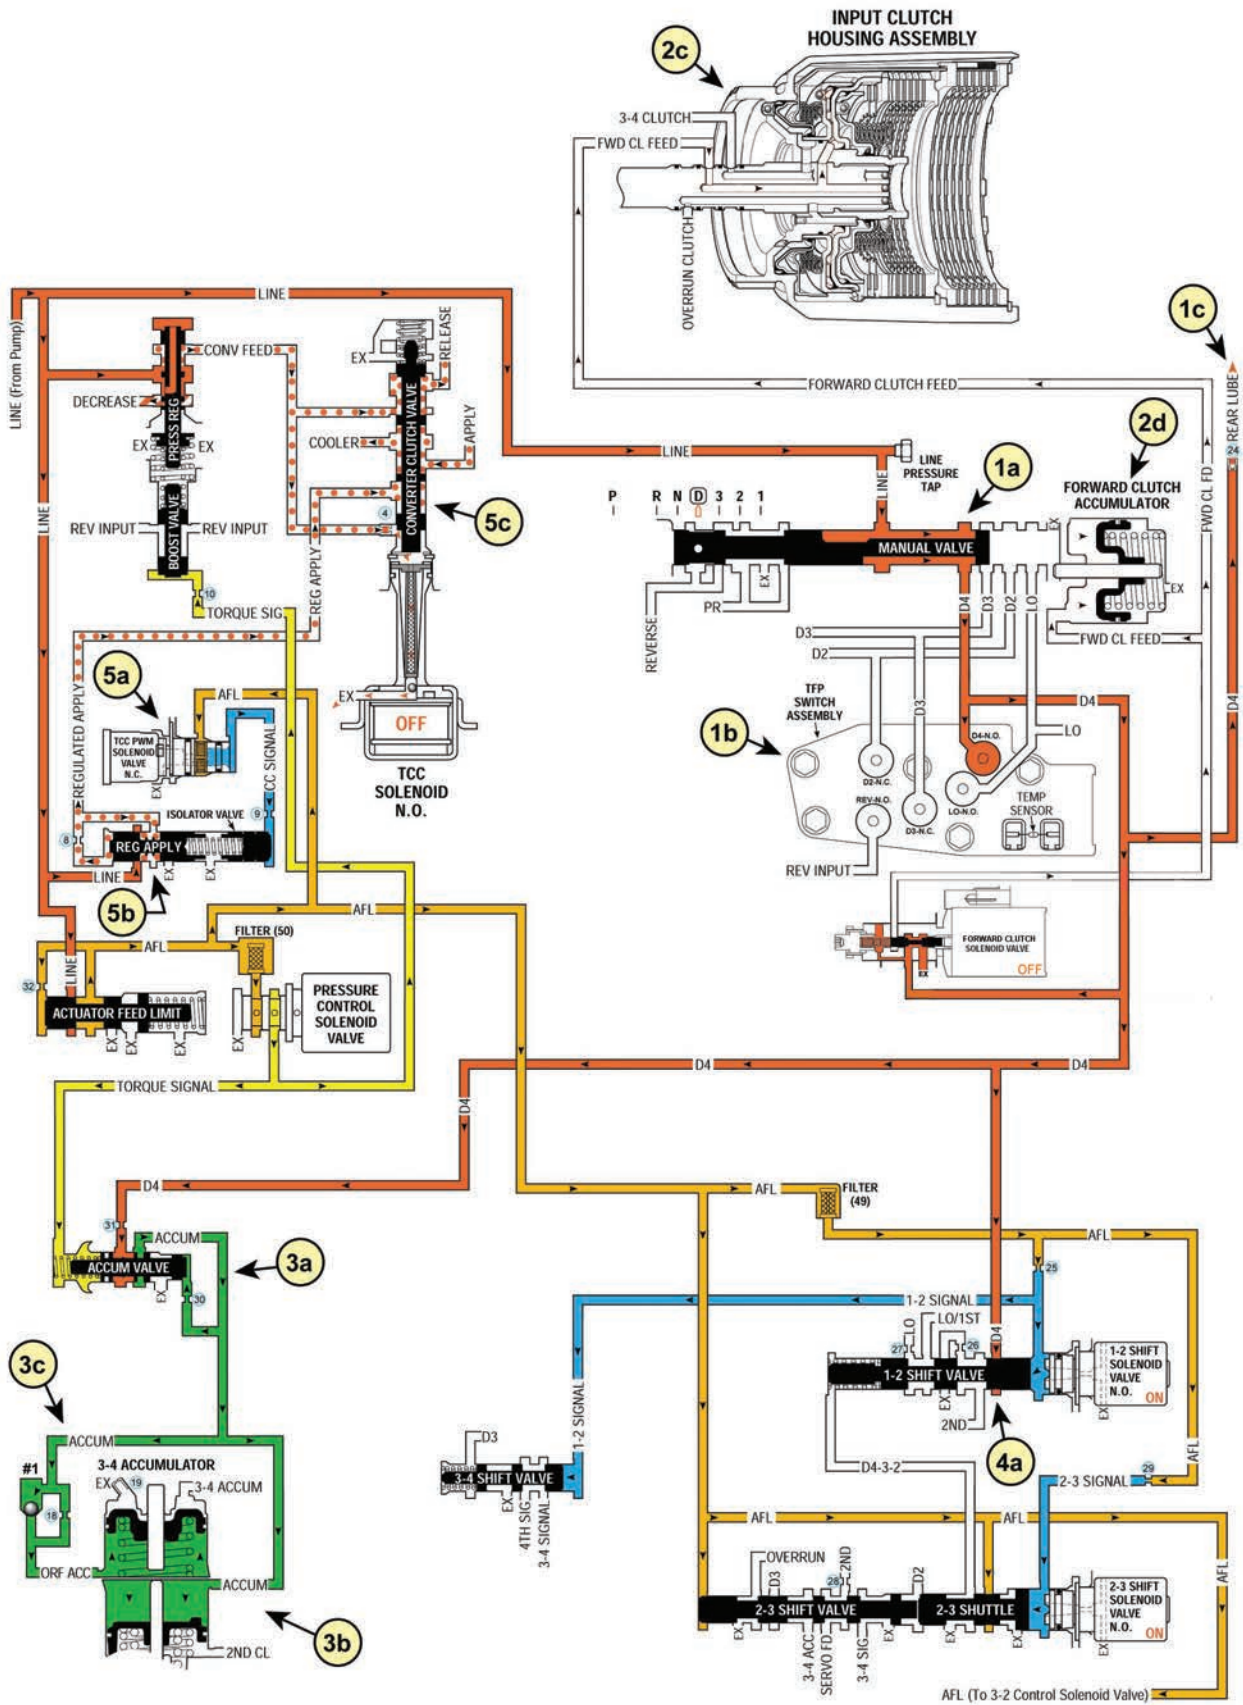 INPUT CLUTCH
HOUSING ASSEMBLY
2c
3-4 CLUTCH
FWD CL FEED
OVERRUN CLUTCH
1c
LINE
LINE (From Pump)
CONV FEED
EX
RELEASE
FORWARD CLUTCH FEED
REAR LUBE
24
DECREASE
PRESS REG
EX
EX
COOLER
CONVERTER CLUTCH VALVE
APPLY
LINE
LINE
PRESSURE
TAP
1a
2d
FORWARD CLUTCH
ACCUMULATOR
FWD CL FD
LINE
P R N D 3 2 1
LINE
4
5c
EX
REV INPUT
REV INPUT
BOOST VALVE
REG APPLY
MANUAL VALVE
EX
10
TORQUE SIG
EX
PR
REVERSE
D4
D3
D2
LO
FWD CL FEED
D3
D2
5a
AFL
EX
TFP
SWITCH
ASSEMBLY
D3
D4
D4
REGULATED APPLY
TCC PWM
SOLENOID
VALVE
N.C.
EX
CC SIGNAL
OFF
1b
LO
D4-N.O.
D2-N.C.
TCC
SOLENOID
N.O.
REV-N.O.
LO-N.O.
TEMP
SENSOR
D3-N.C.
ISOLATOR VALVE
9
8
REG APPLY
LINE
EX
EX
REV INPUT
5b
AFL
FILTER (50)
AFL
FORWARD CLUTCH
SOLENOID VALVE
OFF
EX
LINE
32
ACTUATOR FEED LIMIT
PRESSURE
CONTROL
SOLENOID
VALVE
EX
EX
EX
EX
D4
D4
TORQUE SIGNAL
D4
D4
AFL
FILTER
(49)
31
ACCUM
AFL
25
ACCUM VALVE
3a
EX
30
1-2 SIGNAL
LO/1ST
LO
D4
27
26
1-2 SHIFT VALVE
1-2 SHIFT
SOLENOID
VALVE
N.O.
ON
EX
EX
2ND
3c
1-2 SIGNAL
4a
AFL
ACCUM
D3
#1
3-4 ACCUMULATOR
3-4 SHIFT VALVE
D4-3-2
2-3 SIGNAL
29
EX
19
3-4 ACCUM
EX
4TH SIG
3-4 SIGNAL
18
AFL
AFL
OVERRUN
ORF ACC
ACCUM
D3
28
2ND
D2
AFL
2-3 SHIFT VALVE
2-3 SHUTTLE
2-3 SHIFT
SOLENOID
VALVE
N.O.
ON
3b
EX
3-4 ACC
SERVO FD
3-4 SIG
EX
EX
EX
2ND CL
AFL (To 3-2 Control Solenoid Valve)